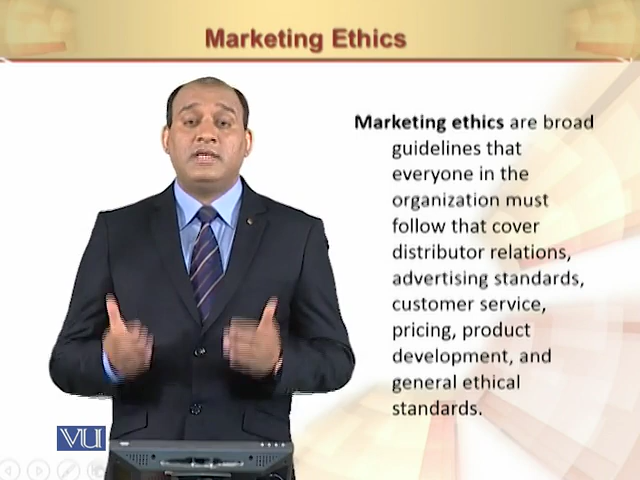 Marketing Ethics
Marketing ethics are broad
guidelines that
everyone in the
organization must
follow that cover
distributor relations,
advertising standards,
customer service,
pricing, product
development, and
general ethical
standards.
VU